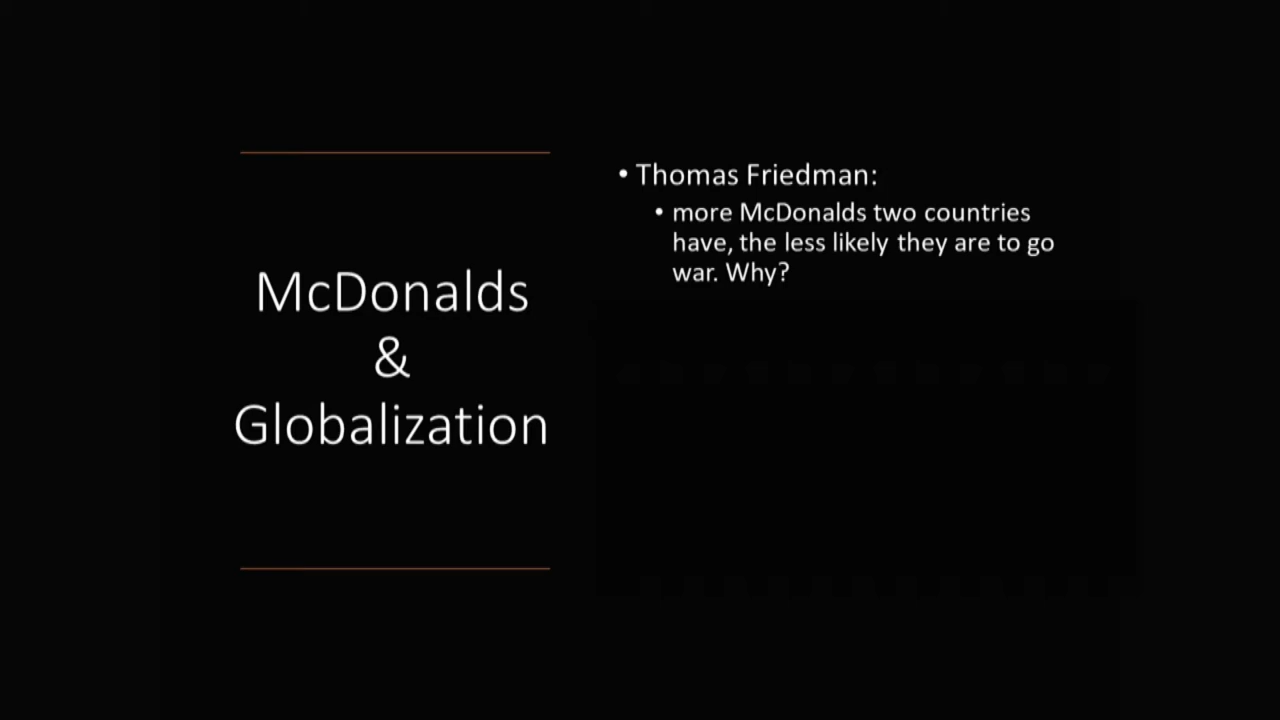 McDonalds
&
Globalization
• Thomas Friedman:
• more McDonalds two countries
have, the less likely they are to go
war. Why?